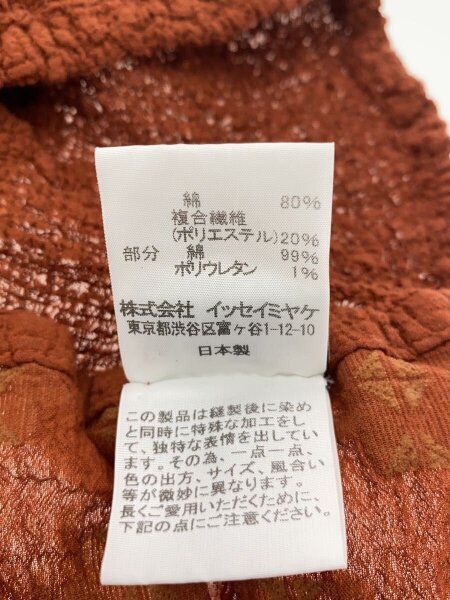 綿 80%
複合繊維
(ポリエステル)20%
部分 綿 99%
ポリウレタン 1%
株式会社 イッセイミヤケ
東京都渋谷区富ヶ谷1-12-10
日本製
この製品は縫製後に染め
と同時に特殊な加工をし
て、独特な表情を出してい
ます。その為、一点一点、
色の出方、サイズ、風合い
等が微妙に異なります。
長くご愛用いただくために、
下記の点にご注意ください。